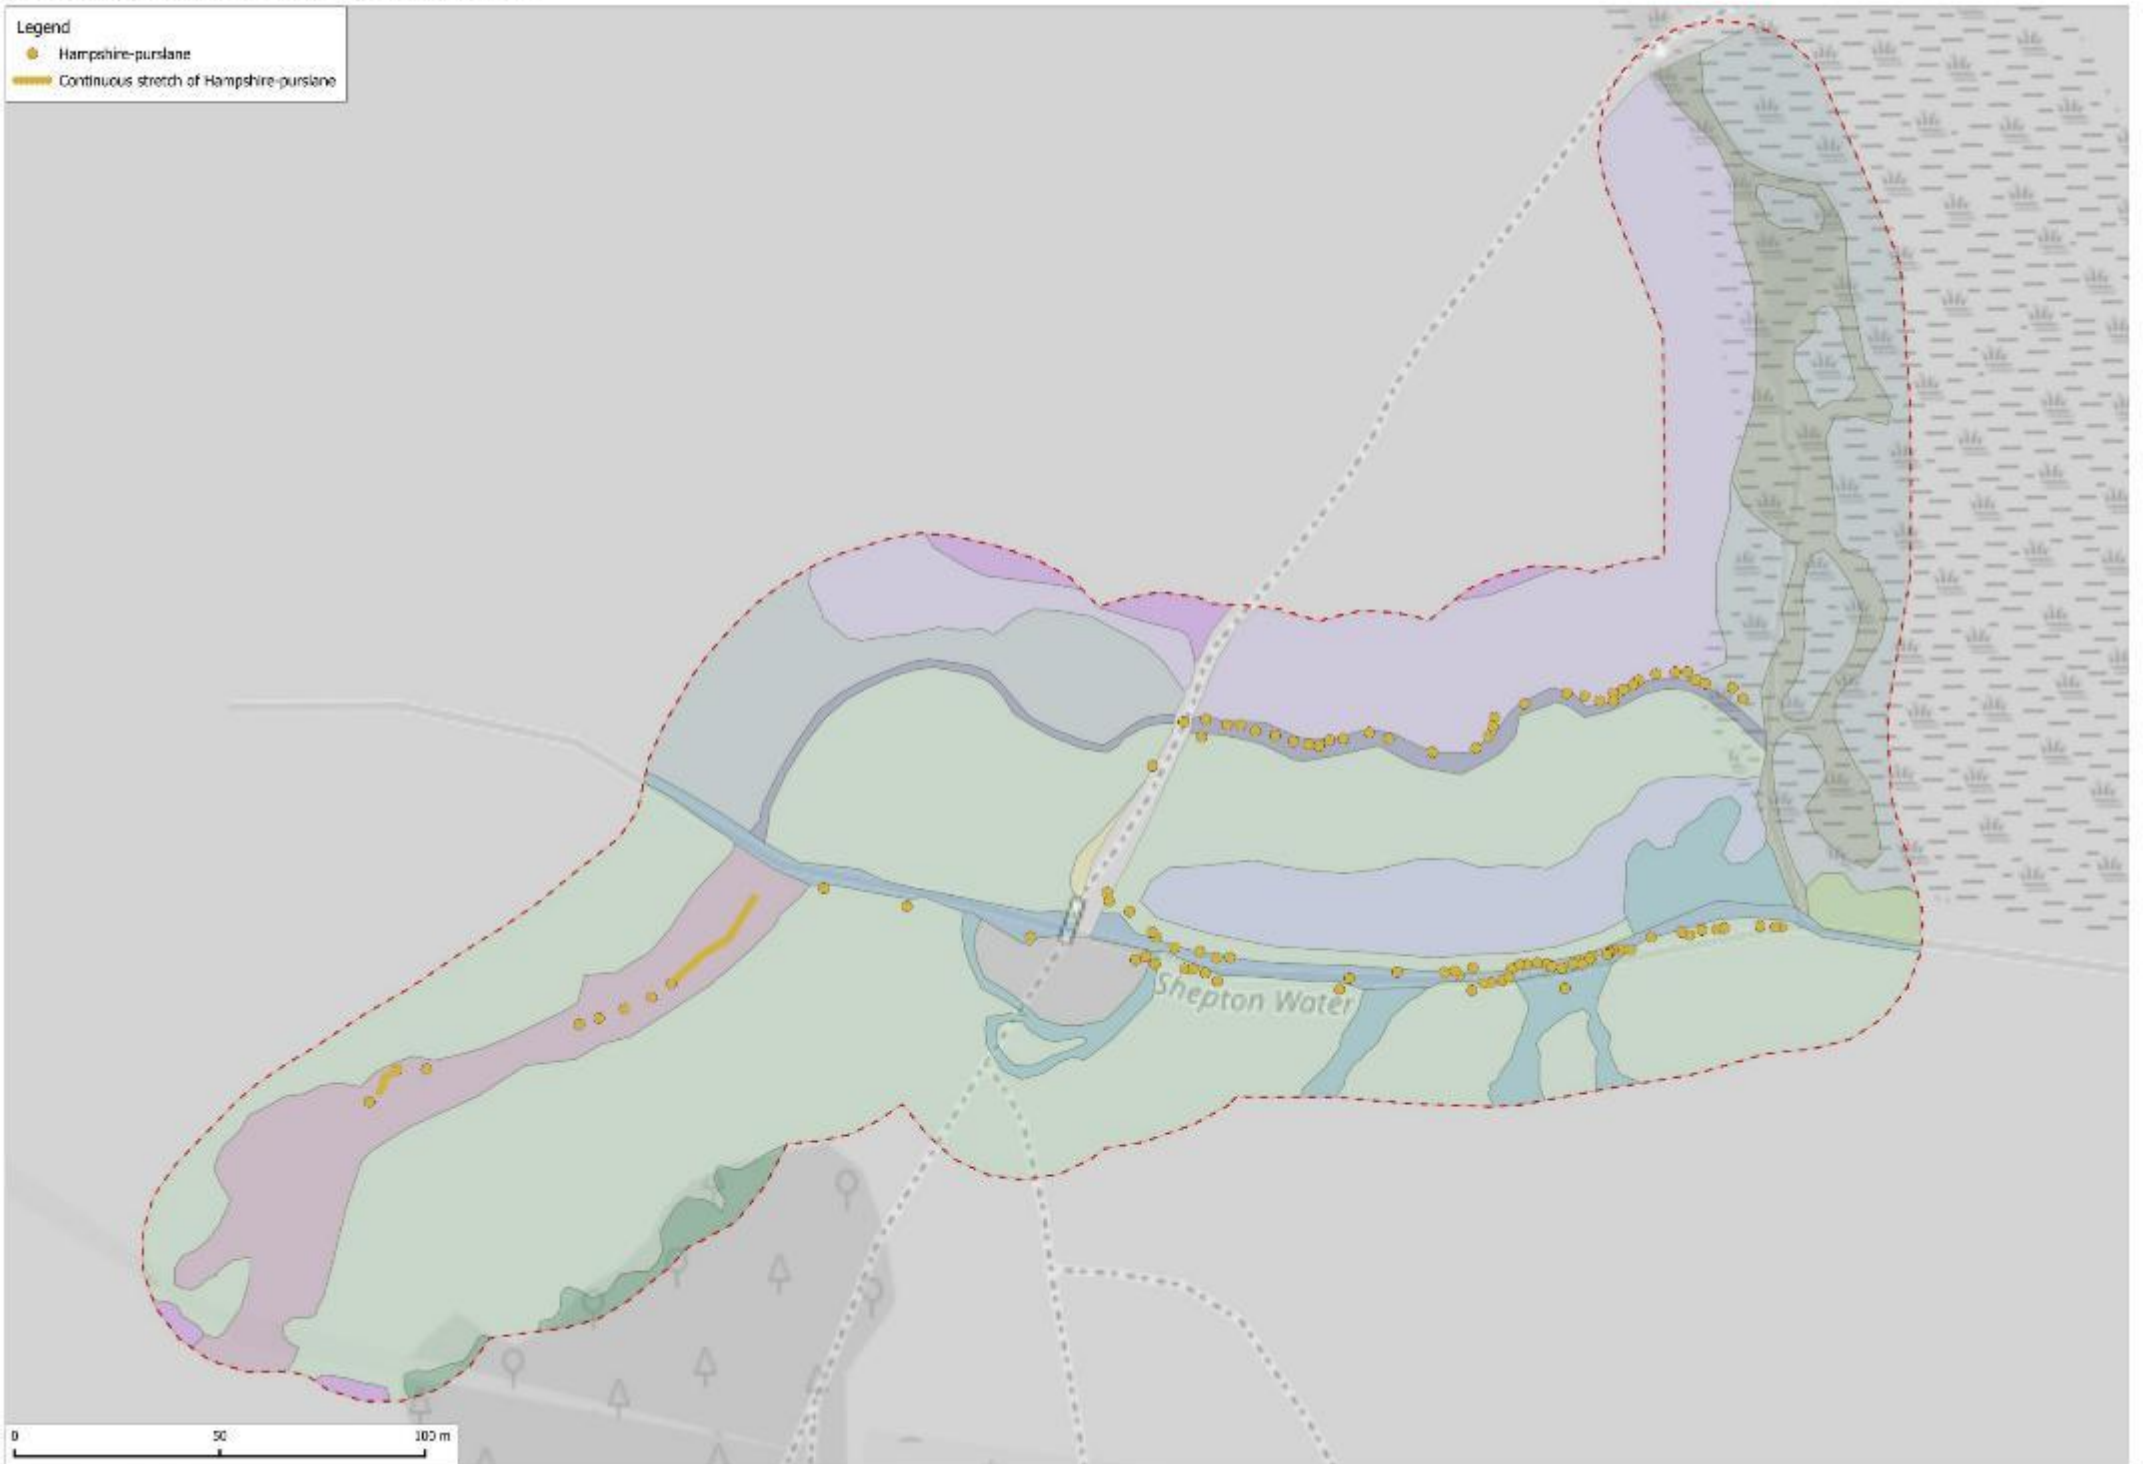 Legend
Hampshire-purslane
Continuous stretch of Hampshire-purslane
Shepton Water
0 50 100 m